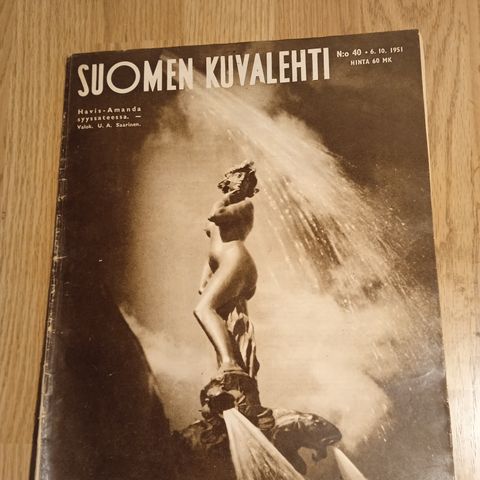 SUOMEN KUVALEHTI
N:o 40 • 6. 10. 1951
HINTA 60 MK
Havis-Amanda
syyssateessa. —
Valok. U. A. Saarinen.